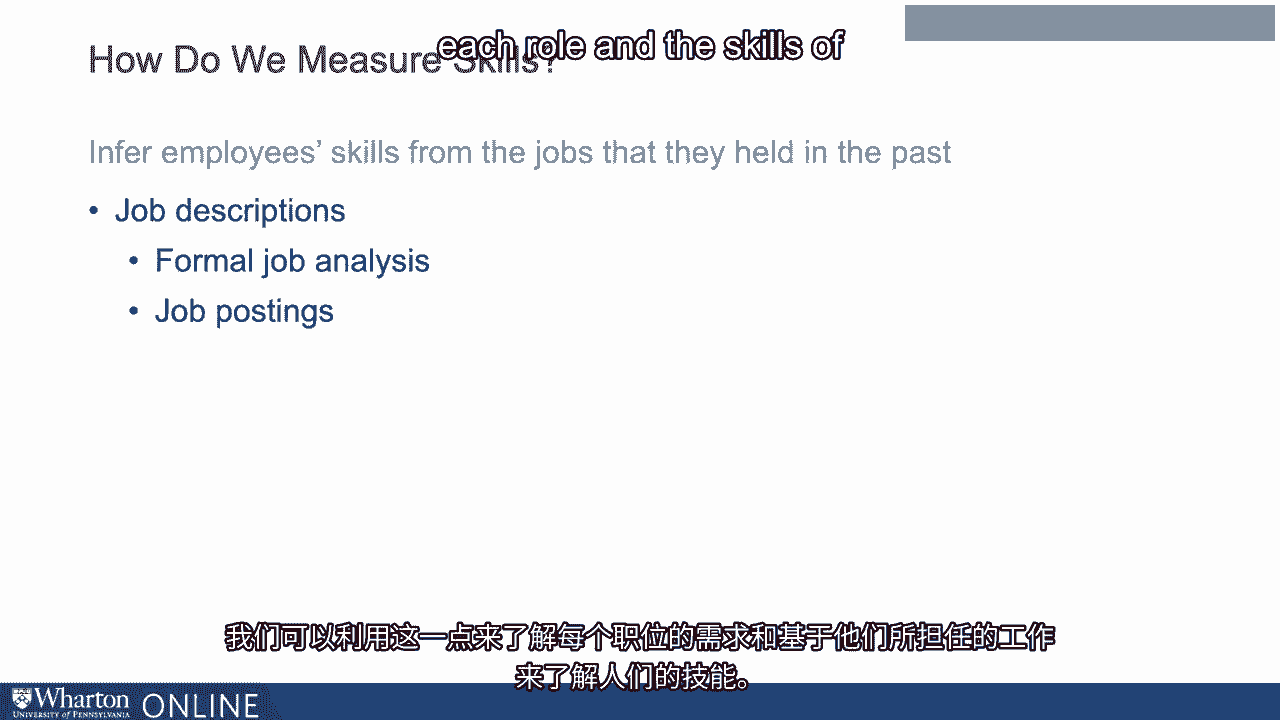 each role and the skills of
How Do We Measure Skills?
Infer employees' skills from the jobs that they held in the past
• Job descriptions
• Formal job analysis
• Job postings
我们可以利用这一点来了解每个职位的需求和基于他们所担任的工作
来了解人们的技能。
Wharton ONLINE
UNIVERSITY of PENNSYLVANIA